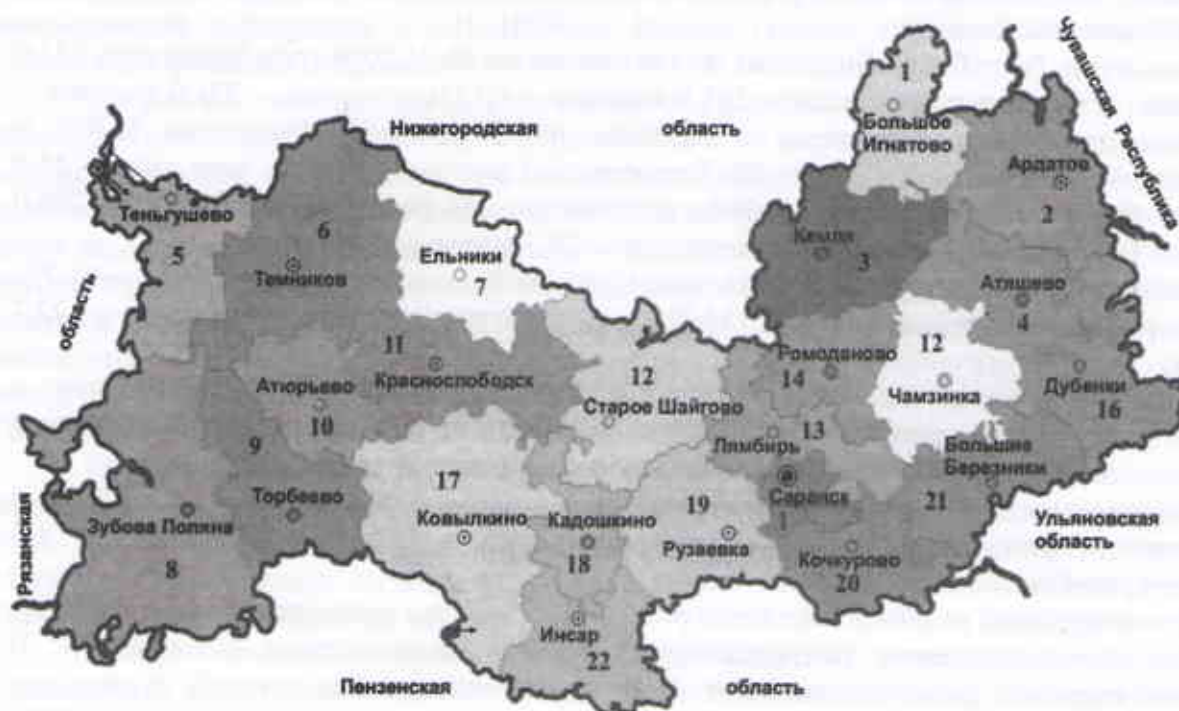 Чувашская Республика
1
Большое
Игнатово
Нижегородская область
Ардатов
2
Теньгушево
5
6
Темников
Ельники
7
Кемля
3
Атяшево
4
область
11
Краснослободск
Атюрьево
10
12
Старое Шайгово
Ромоданово
14
12
Чамзинка
Дубенки
16
Лямбирь
13
Большие
Березники
9
17
Торбеево
Зубова Поляна
8
Ковылкино
Кадошкино
18
19
Рузаевка
Саранск
1
21
Кочкурово
20
Ульяновская
область
Рязанская
Инсар
22
Пензенская область